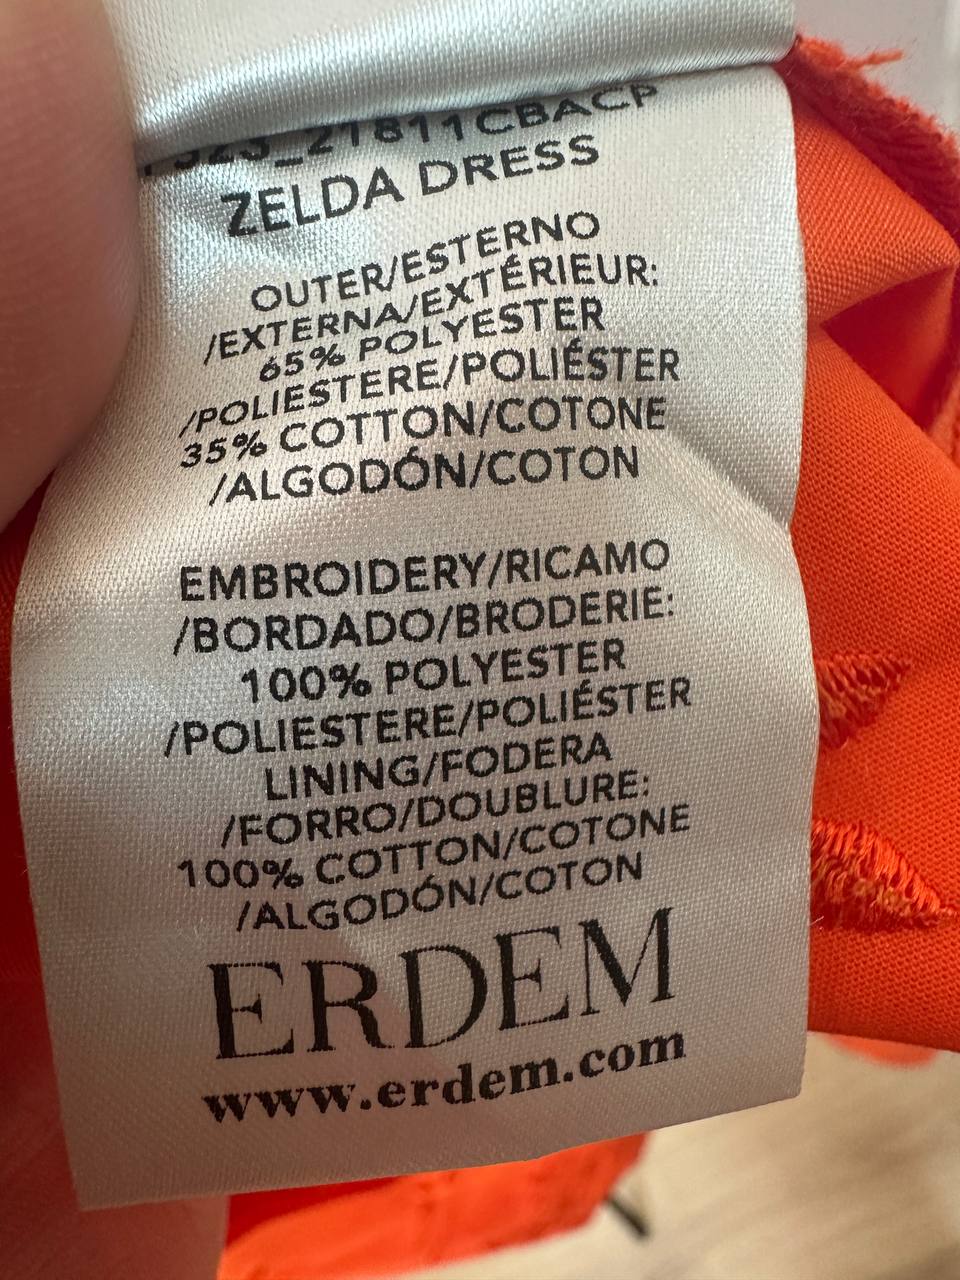 ZELDA DRESS
OUTER/ESTERNO
/EXTERNA/EXTÉRIEUR:
65% POLYESTER
/POLIESTERE/POLIÉSTER
35% COTTON/COTONE
/ALGODÓN/COTON
EMBROIDERY/RICAMO
/BORDADO/BRODERIE:
100% POLYESTER
/POLIESTERE/POLIÉSTER
LINING/FODERA
/FORRO/DOUBLURE:
100% COTTON/COTONE
/ALGODÓN/COTON
ERDEM
www.erdem.com